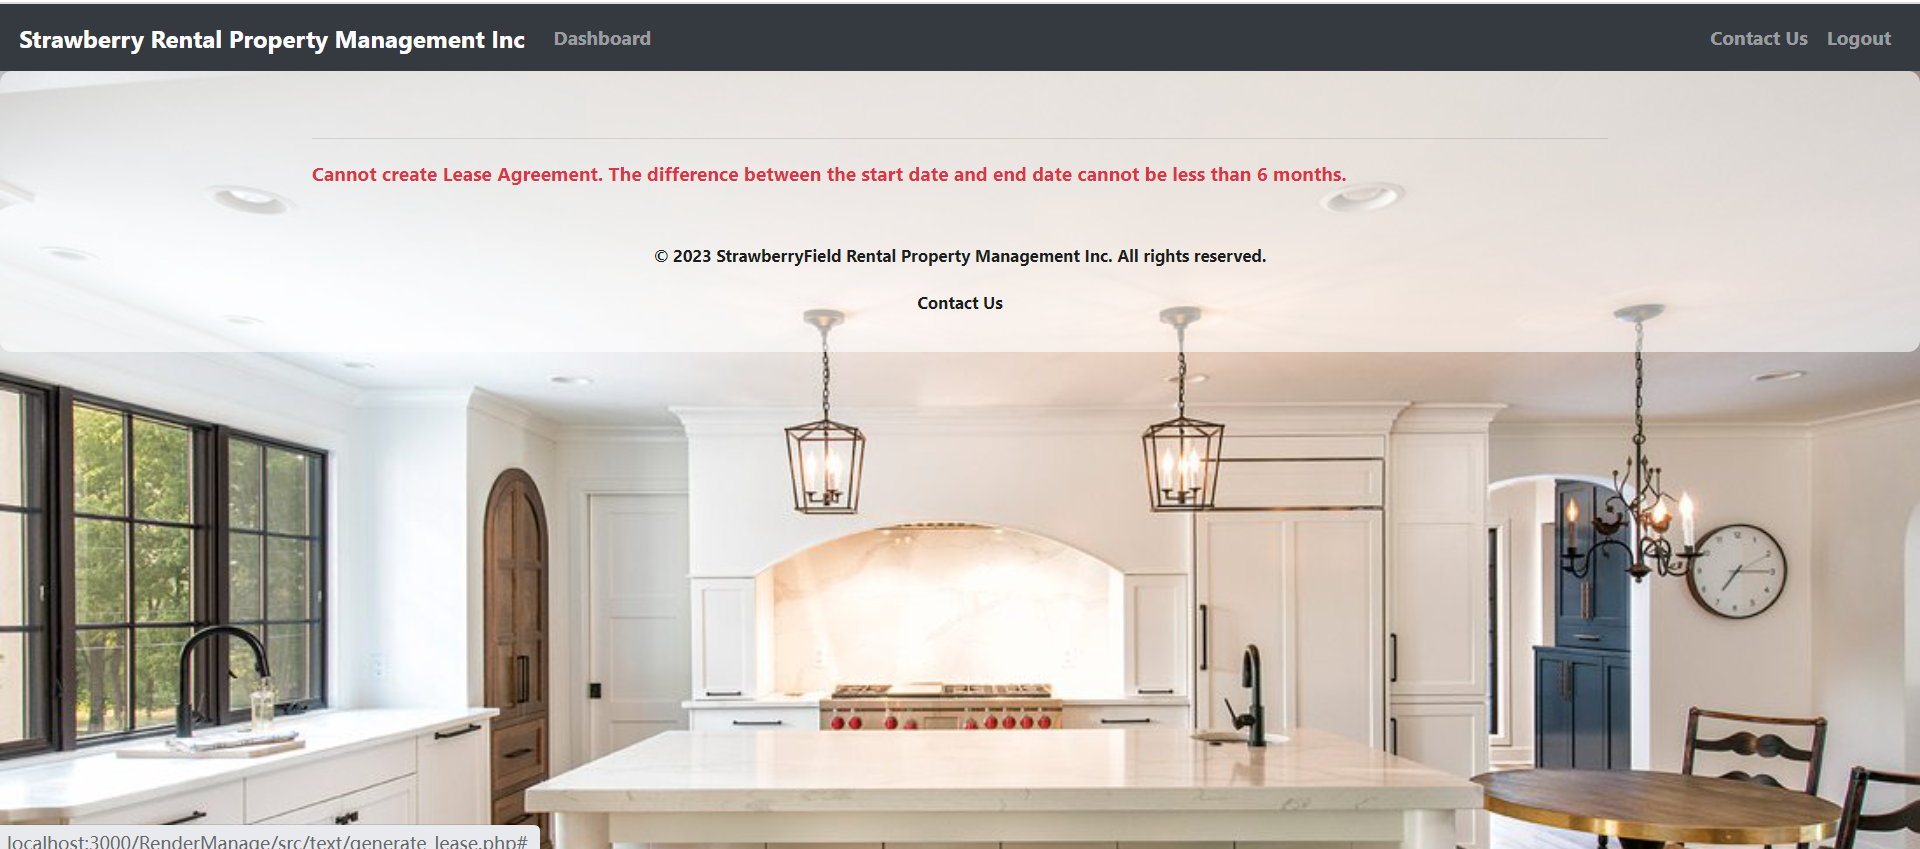 Strawberry Rental Property Management Inc Dashboard Contact Us Logout
Cannot create Lease Agreement. The difference between the start date and end date cannot be less than 6 months.
© 2023 StrawberryField Rental Property Management Inc. All rights reserved.
Contact Us
localhost:3000/RenderManage/src/text/generate_lease.php#